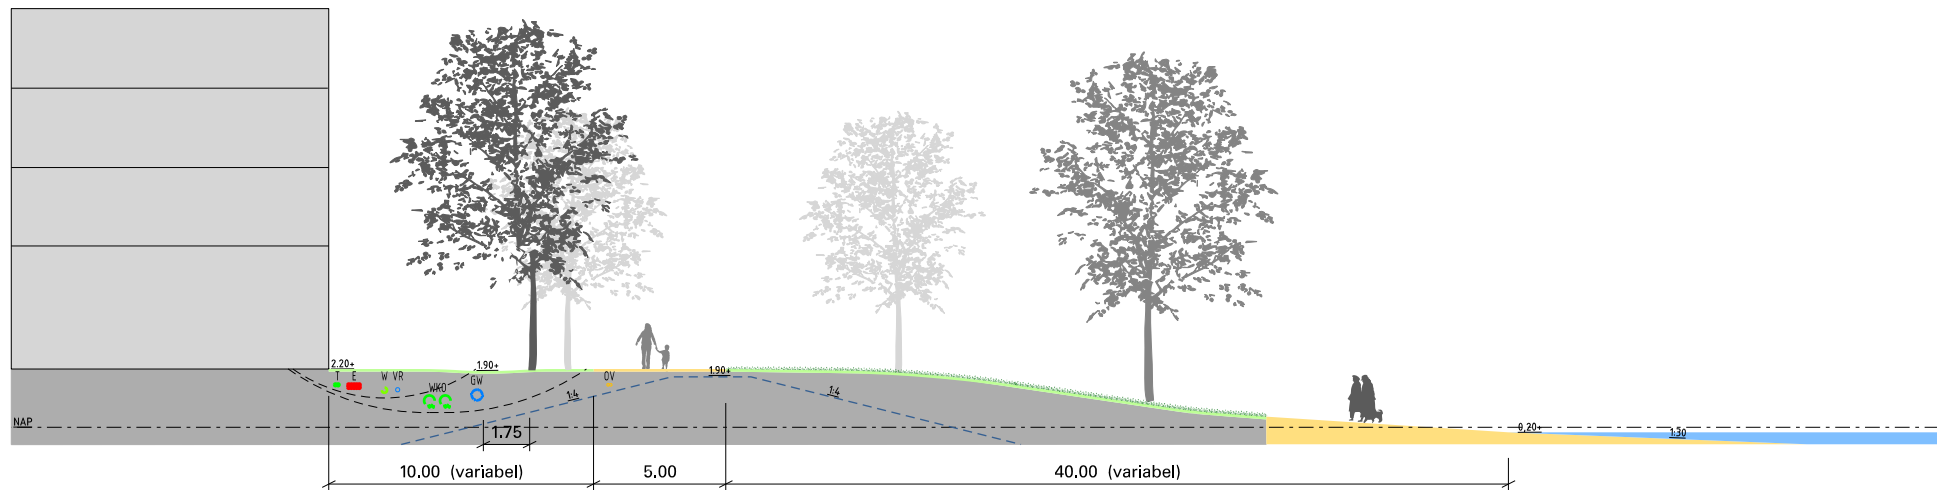 2.20+
1.90+
1.90+
T E W VR WKO GW OV
1:4
1:4
NAP
0,20+
1:30
1.75
10.00 (variabel)
5.00
40.00 (variabel)